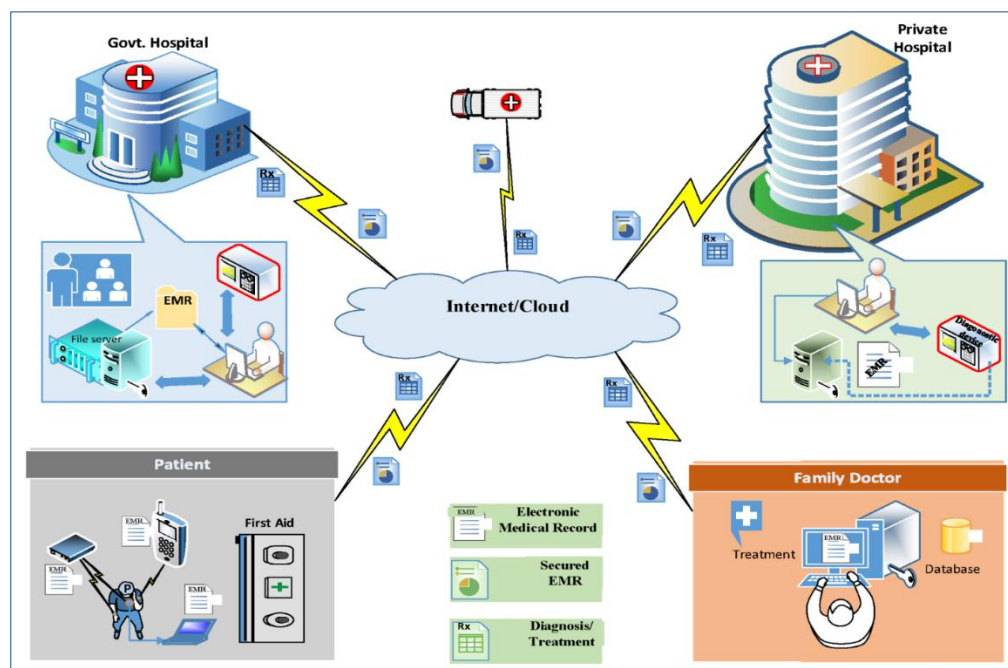 Govt. Hospital
Private
Hospital
Rx
Rx
Rx
Internet/Cloud
EMR
File server
Diagonostic
device
EMR
Rx
Rx
Patient
EMR
EMR
EMR
P
First Aid
EMR
Electronic
Medical Record
Secured
EMR
Rx
Diagnosis/
Treatment
Family Doctor
Treatment
EMR
Database